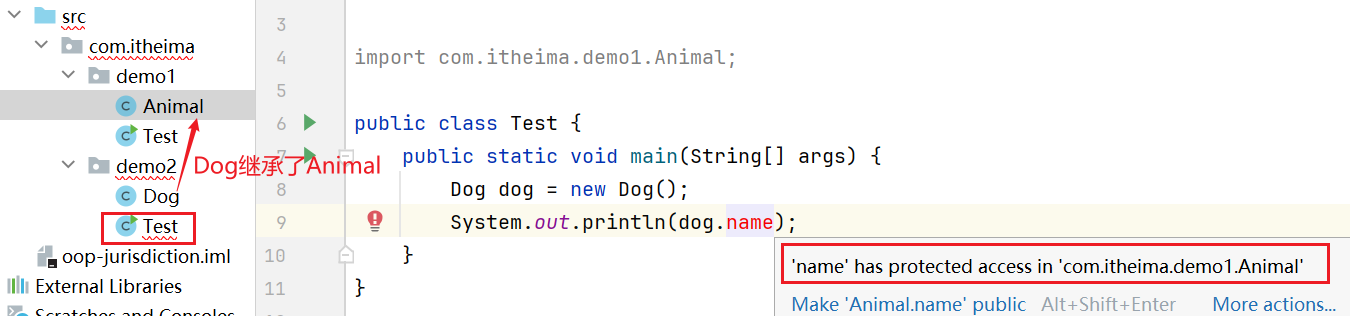 src
com.itheima
demo1
Animal
Test
demo2
Dog
Test
oop-jurisdiction.iml
External Libraries
Scratches and Consoles
Dog继承了Animal
3
4 import com.itheima.demo1.Animal;
5
6 public class Test {
7 public static void main(String[] args) {
8 Dog dog = new Dog();
9 System.out.println(dog.name);
10 }
11 }
'name' has protected access in 'com.itheima.demo1.Animal'
Make 'Animal.name' public Alt+Shift+Enter More actions...